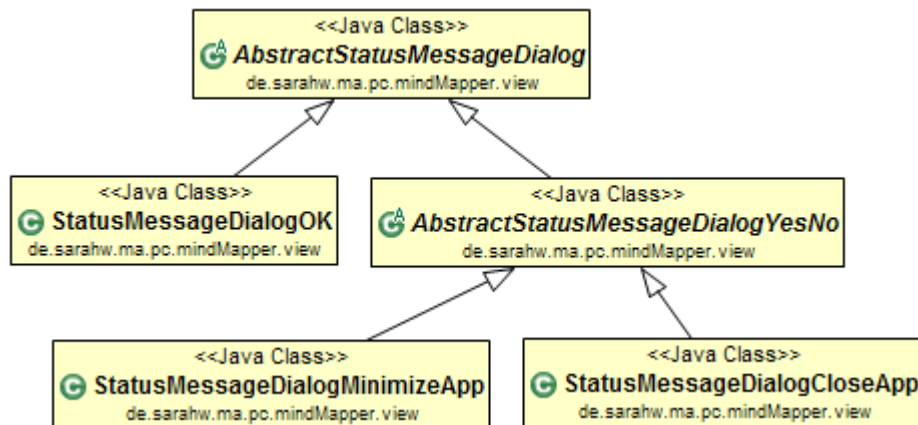 <<Java Class>>
AbstractStatusMessageDialog
de.sarahw.ma.pc.mindMapper.view
<<Java Class>>
StatusMessageDialogOK
de.sarahw.ma.pc.mindMapper.view
<<Java Class>>
AbstractStatusMessageDialogYesNo
de.sarahw.ma.pc.mindMapper.view
<<Java Class>>
StatusMessageDialogMinimizeApp
de.sarahw.ma.pc.mindMapper.view
<<Java Class>>
StatusMessageDialogCloseApp
de.sarahw.ma.pc.mindMapper.view